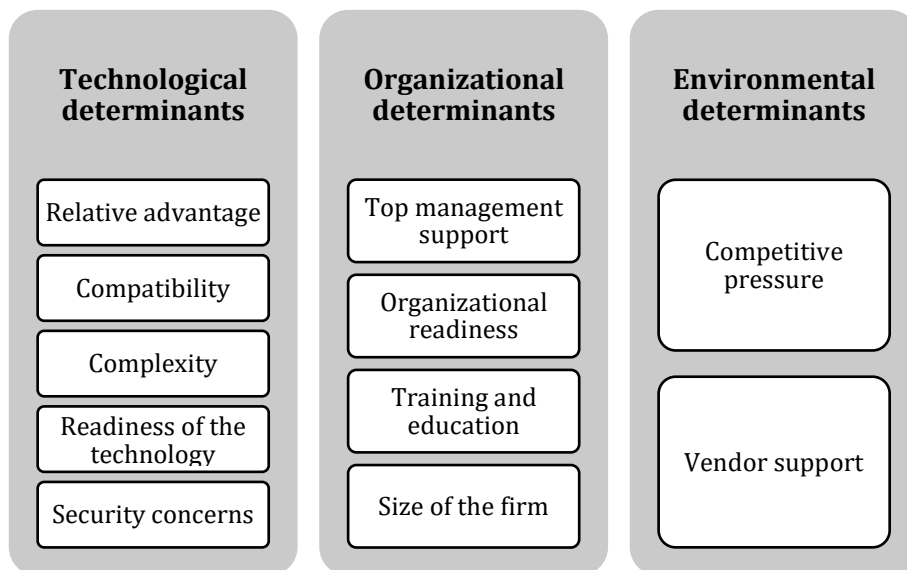 Technological
determinants
Relative advantage
Compatibility
Complexity
Readiness of the
technology
Security concerns
Organizational
determinants
Top management
support
Organizational
readiness
Training and
education
Size of the firm
Environmental
determinants
Competitive
pressure
Vendor support